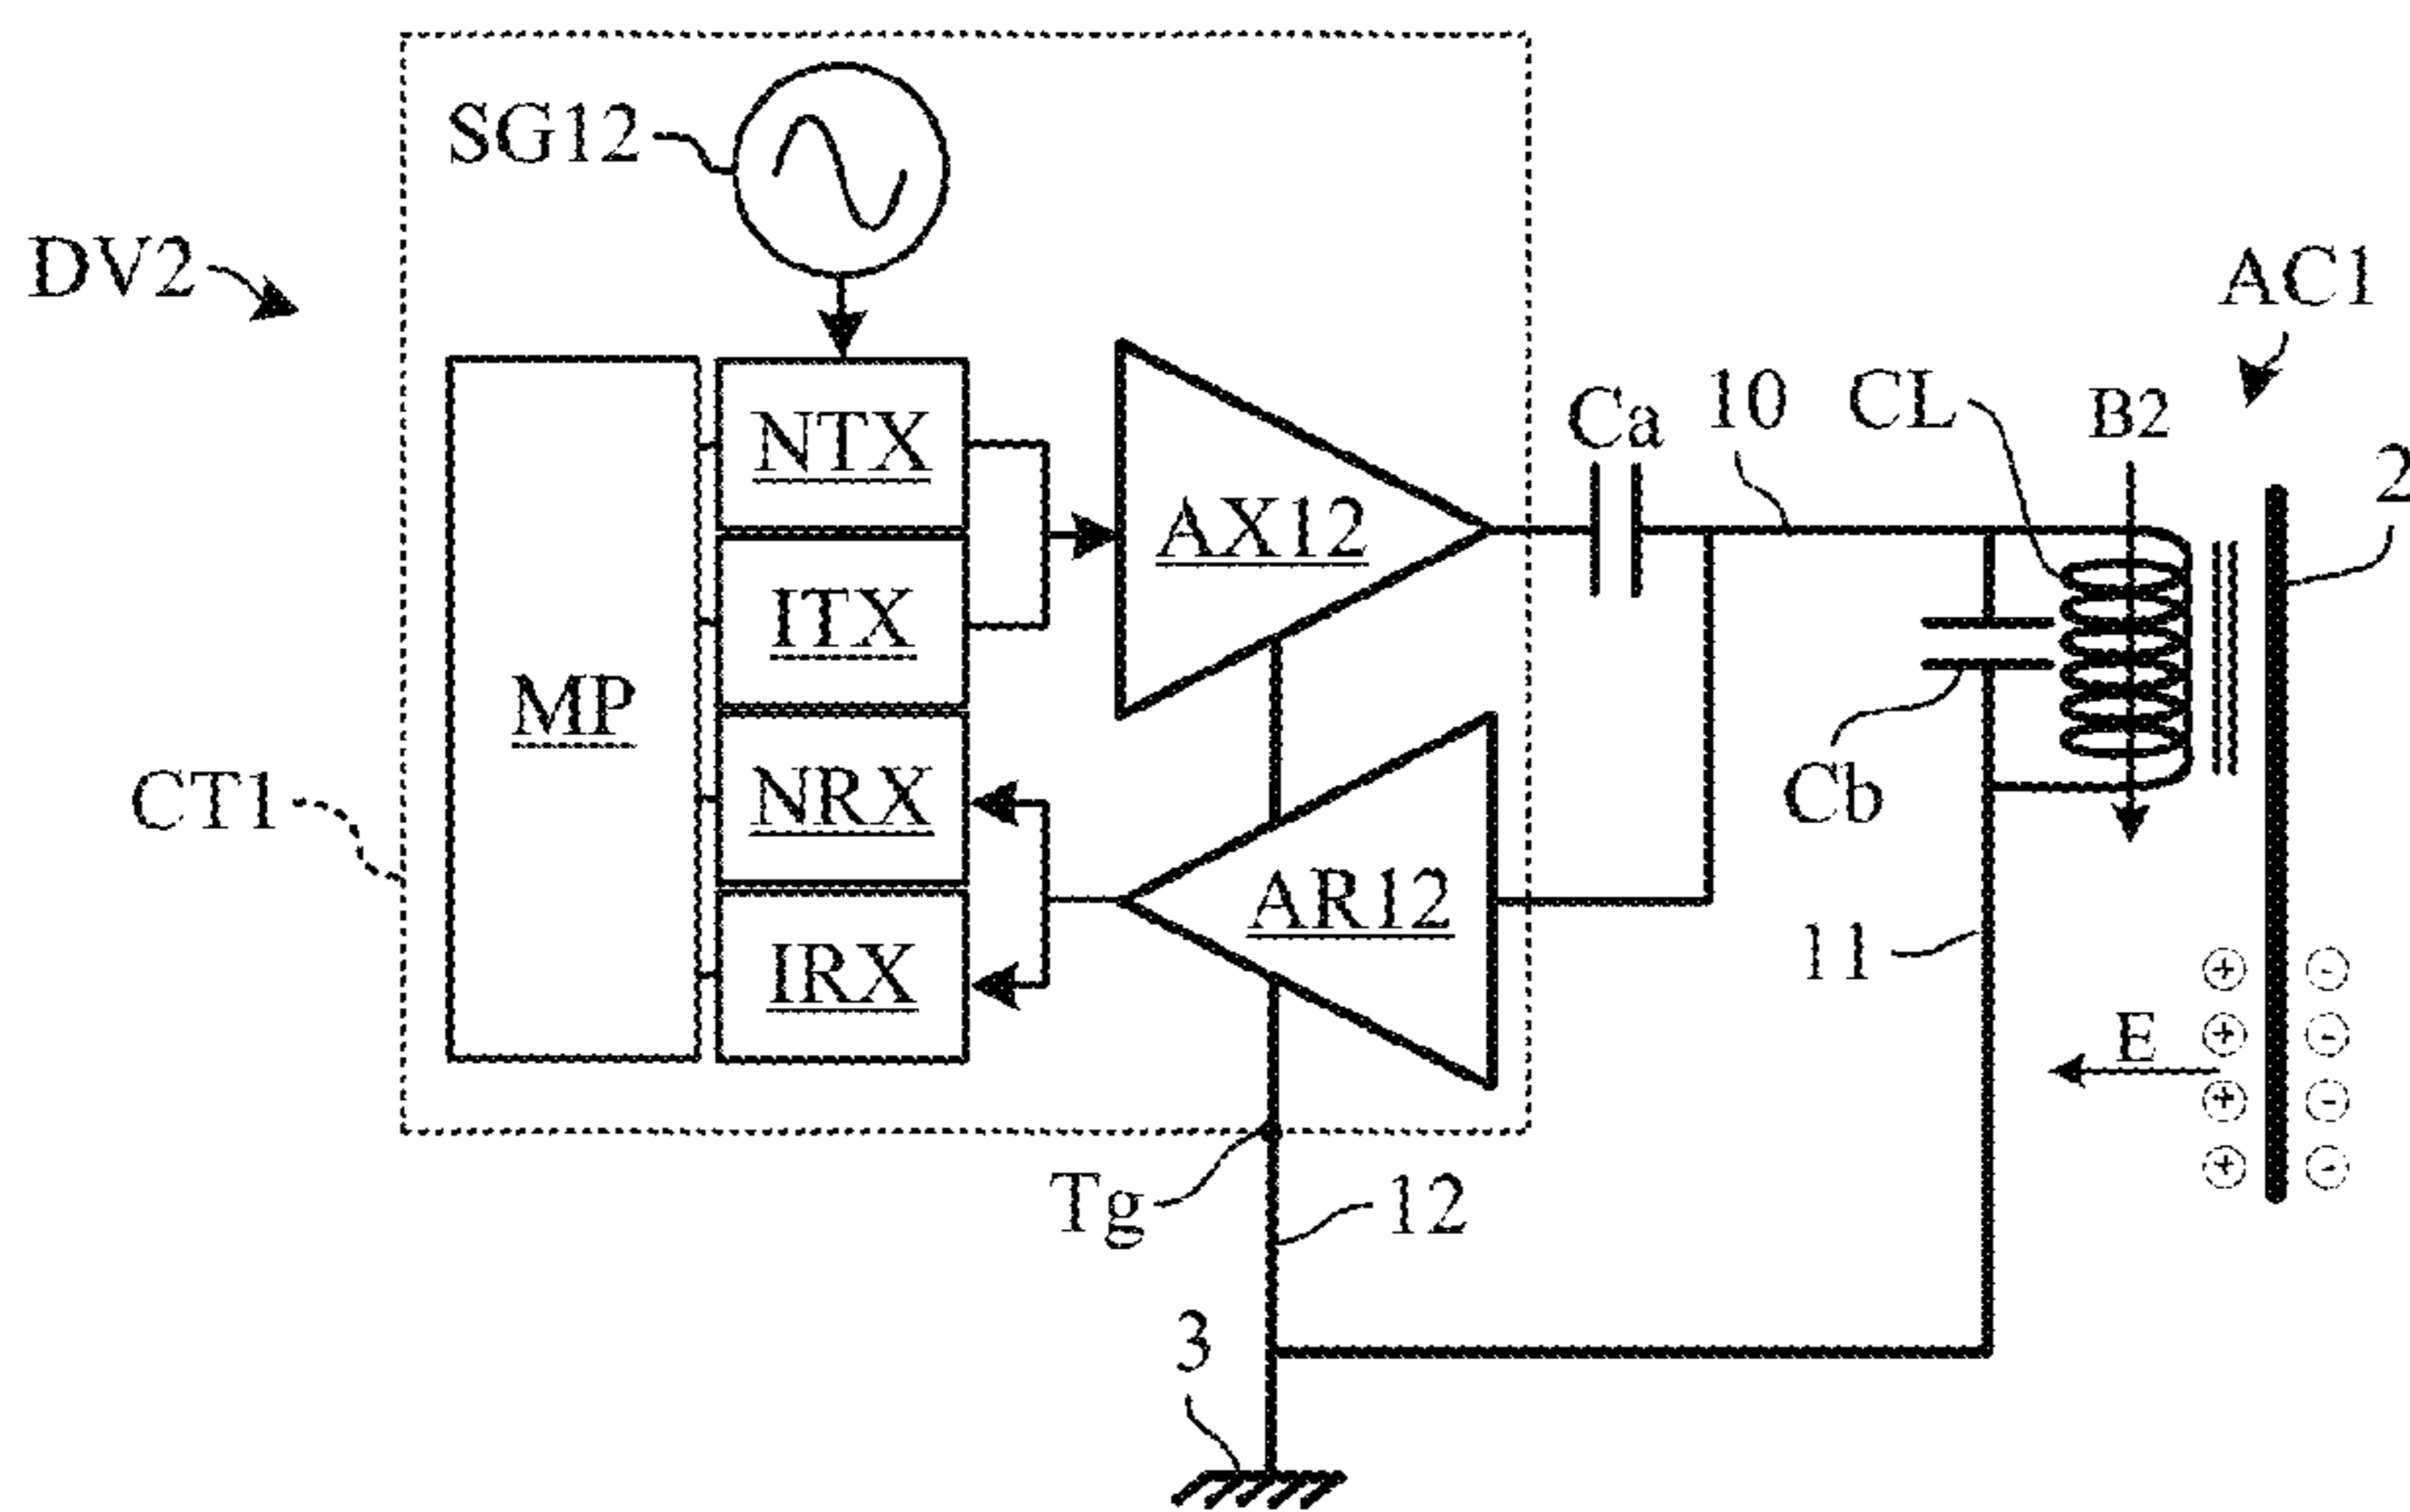 SG12
DV2
AC1
Ca
10
CL
B2
2
NTX
AX12
ITX
MP
NRX
CT1
Cb
AR12
11
IRX
E
Tg
12
3